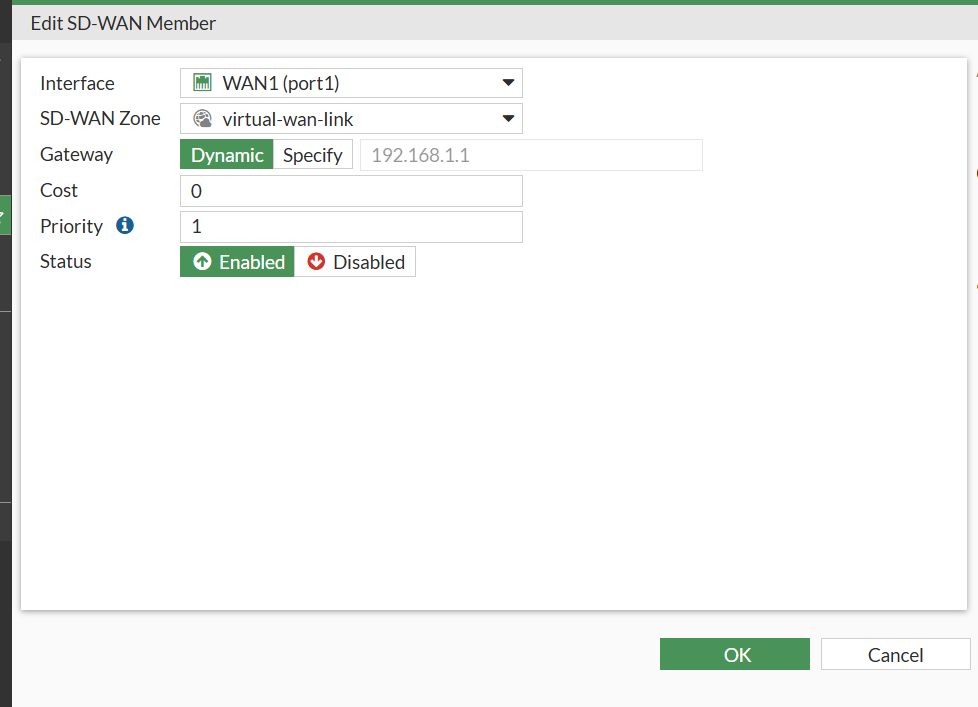 Edit SD-WAN Member
Interface WAN1 (port1)
SD-WAN Zone virtual-wan-link
Gateway Dynamic Specify 192.168.1.1
Cost 0
Priority 1
Status Enabled Disabled
OK Cancel